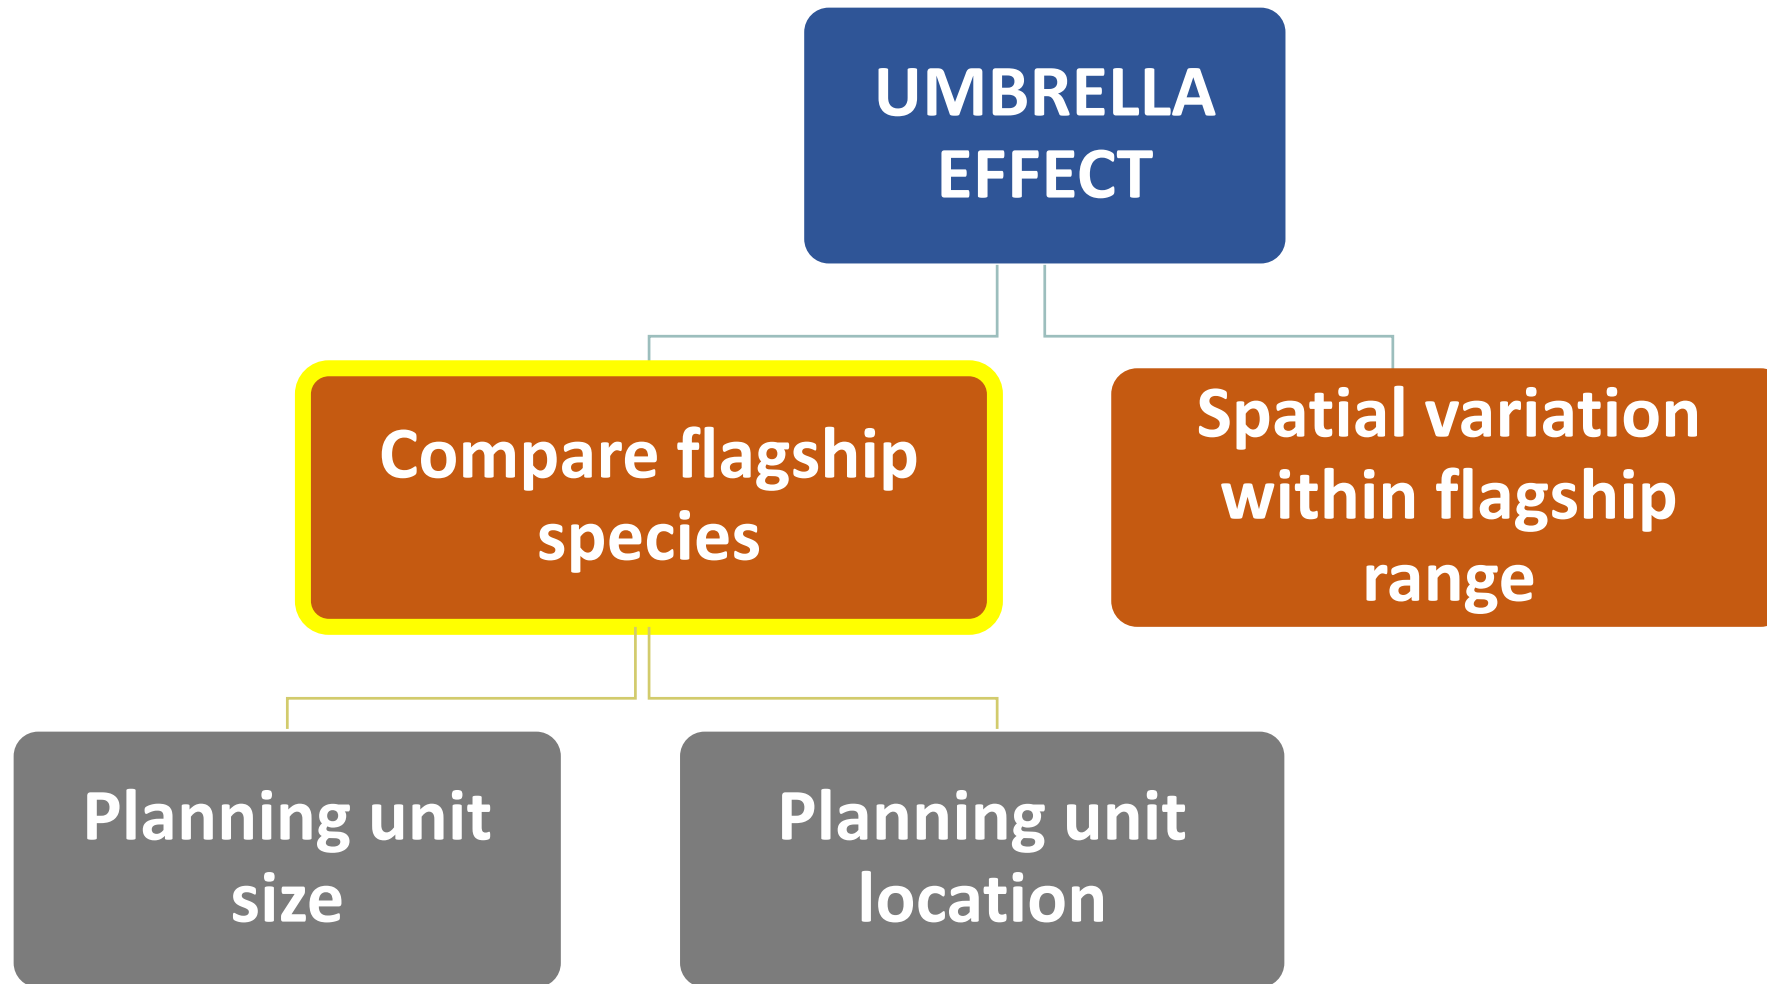 UMBRELLA
EFFECT
Compare flagship
species
Spatial variation
within flagship
range
Planning unit
size
Planning unit
location